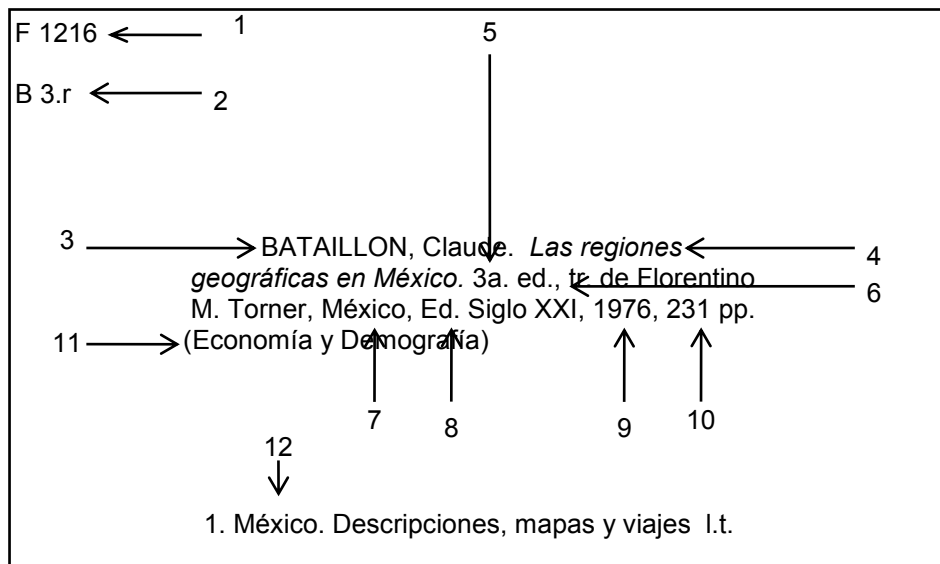 F 1216
1
5
B 3.r
2
3
BATAILLON, Claude. Las regiones
4
geográficas en México. 3a. ed., tr. de Florentino
6
M. Torner, México, Ed. Siglo XXI, 1976, 231 pp.
11
(Economía y Demografía)
7
8
9
10
12
1. México. Descripciones, mapas y viajes I.t.